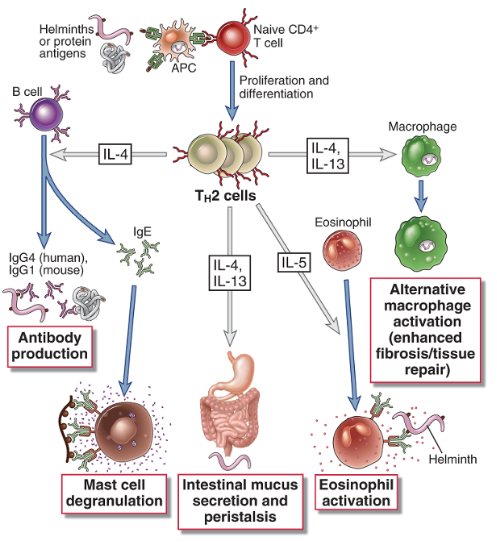 Helminths
or protein
antigens
APC
Naive CD4+
T cell
Proliferation and
differentiation
B cell
IL-4
TH2 cells
IL-4,
IL-13
Macrophage
IgE
IgG4 (human),
IgG1 (mouse)
Antibody
production
IL-4,
IL-13
IL-5
Eosinophil
Alternative
macrophage
activation
(enhanced
fibrosis/tissue
repair)
Helminth
Mast cell
degranulation
Intestinal mucus
secretion and
peristalsis
Eosinophil
activation